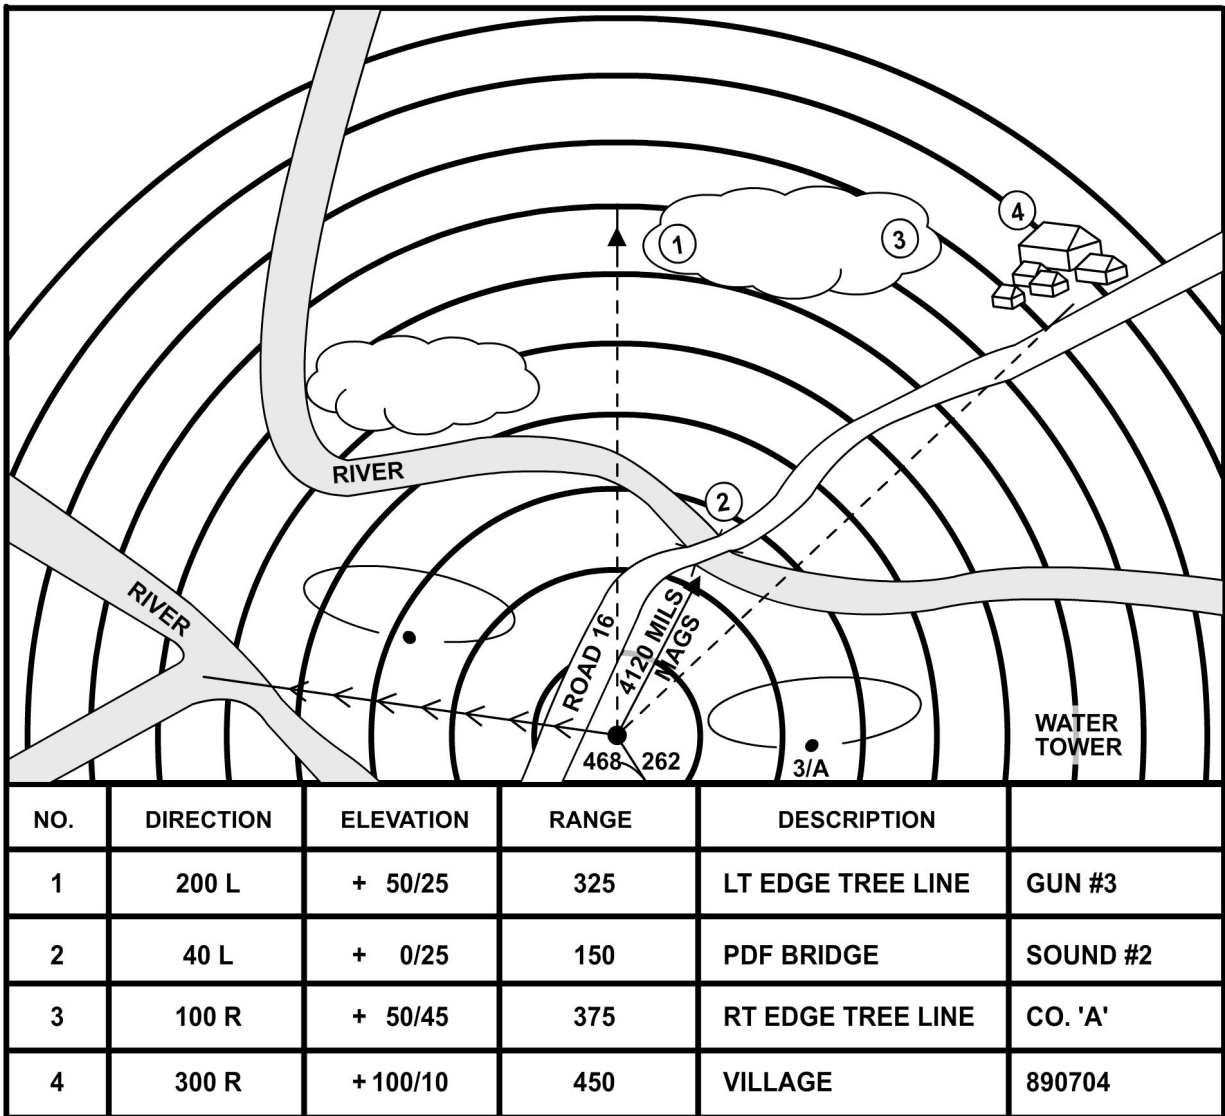 4
1
3
RIVER
2
RIVER
ROAD 16
4120 MILS
MAGS
WATER
TOWER
468 262
3/A
NO. DIRECTION ELEVATION RANGE DESCRIPTION
1 200 L + 50/25 325 LT EDGE TREE LINE GUN #3
2 40 L + 0/25 150 PDF BRIDGE SOUND #2
3 100 R + 50/45 375 RT EDGE TREE LINE CO. 'A'
4 300 R +100/10 450 VILLAGE 890704